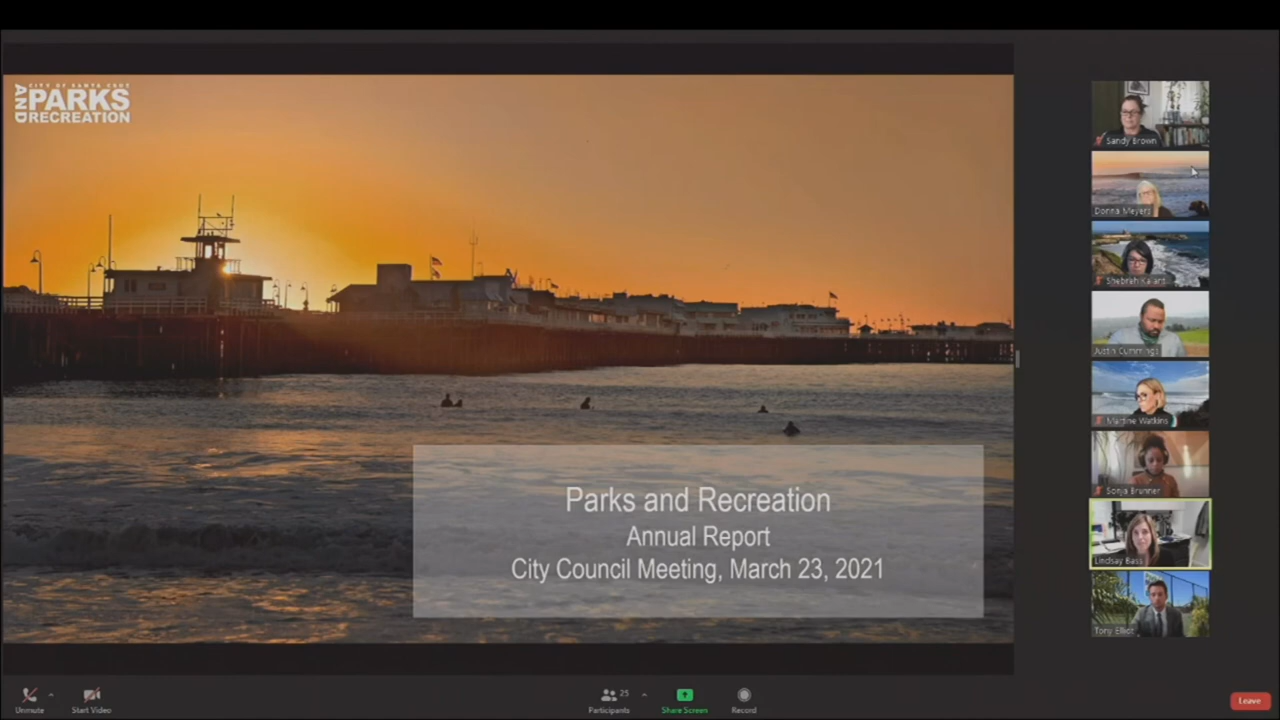 CITY OF SANTA CRUZ
AND PARKS
RECREATION
Parks and Recreation
Annual Report
City Council Meeting, March 23, 2021
Sandy Brown
Donna Meyers
Shebreh Kalant
Justin Cummings
Martine Watkins
Sonja Brunner
Lindsay Bass
Tony Elliot
Unmute
Start Video
25
Participants
Share Screen
Record
Leave